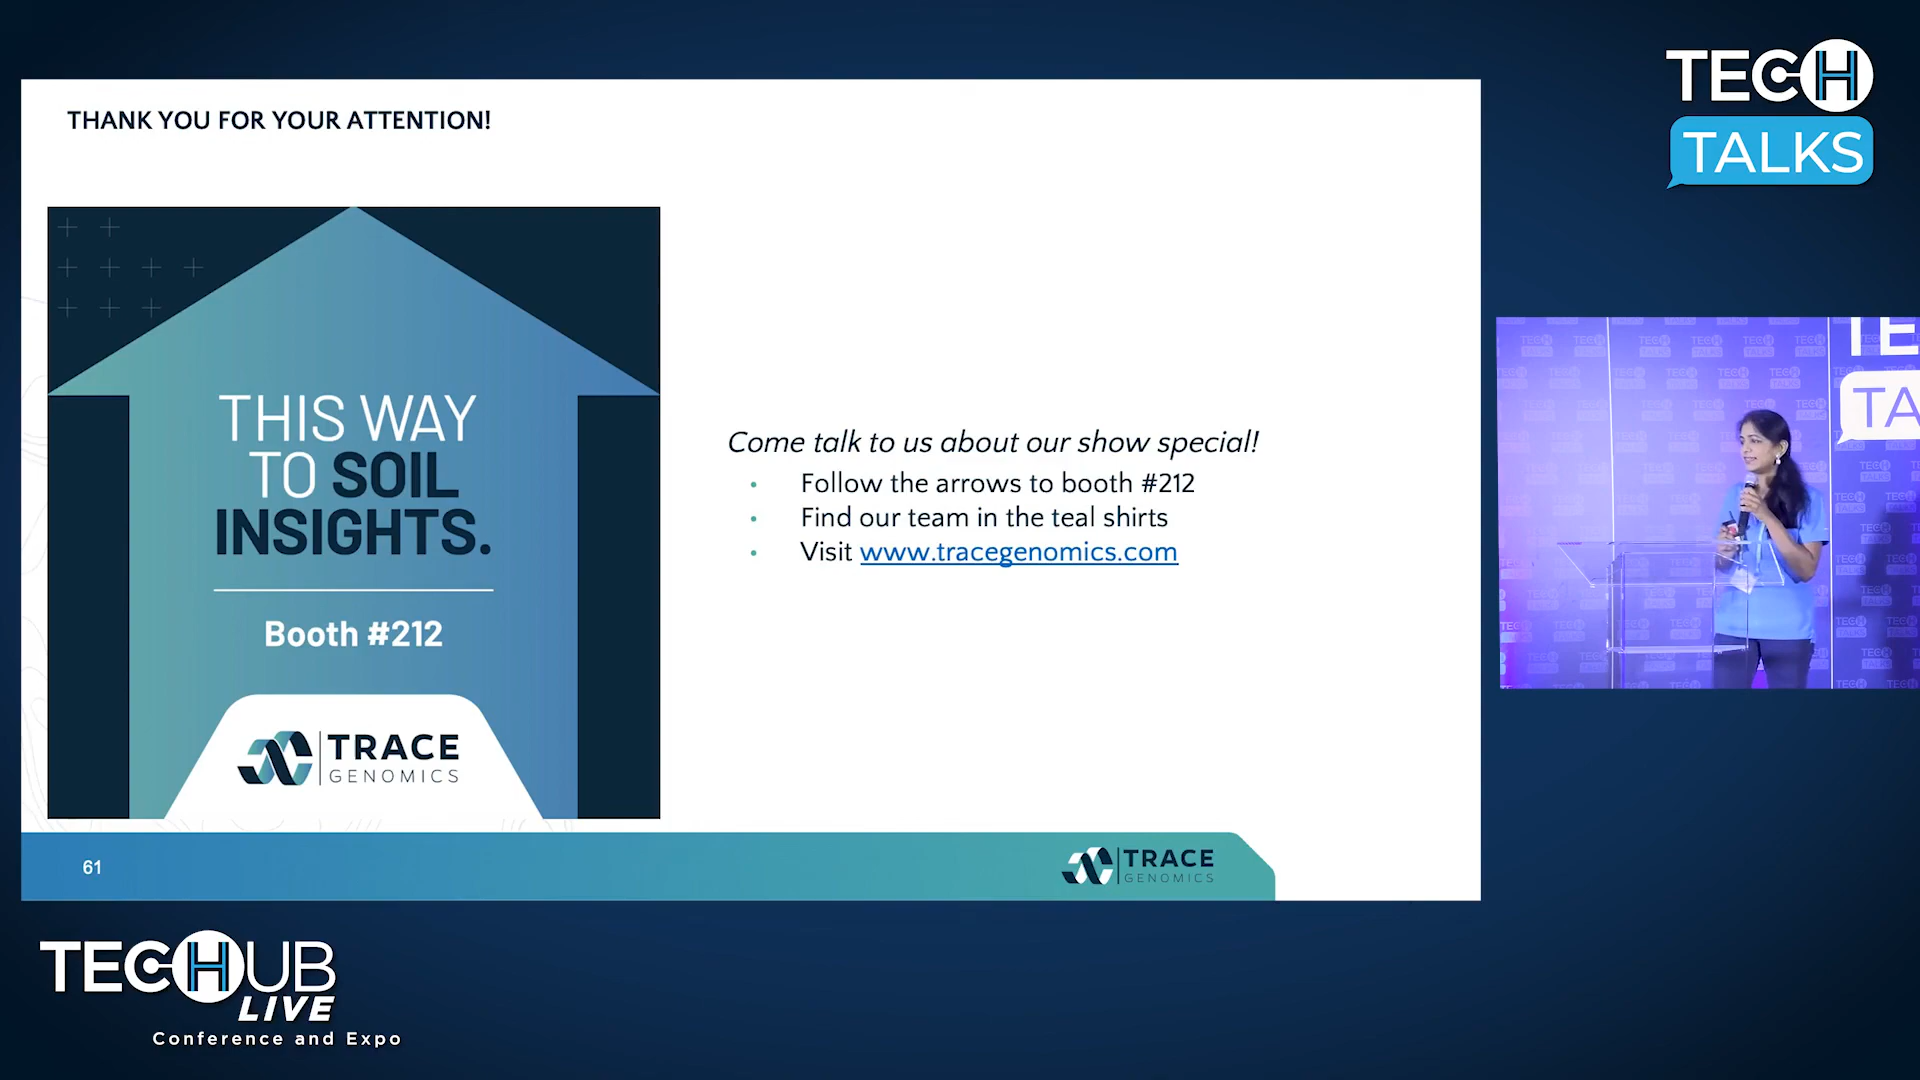 TECH
TALKS
THANK YOU FOR YOUR ATTENTION!
THIS WAY
TO SOIL
INSIGHTS.
Booth #212
TRACE
GENOMICS
Come talk to us about our show special!
• Follow the arrows to booth #212
• Find our team in the teal shirts
• Visit www.tracegenomics.com
TE
TA
61
TRACE
GENOMICS
TECHUB
LIVE
Conference and Expo